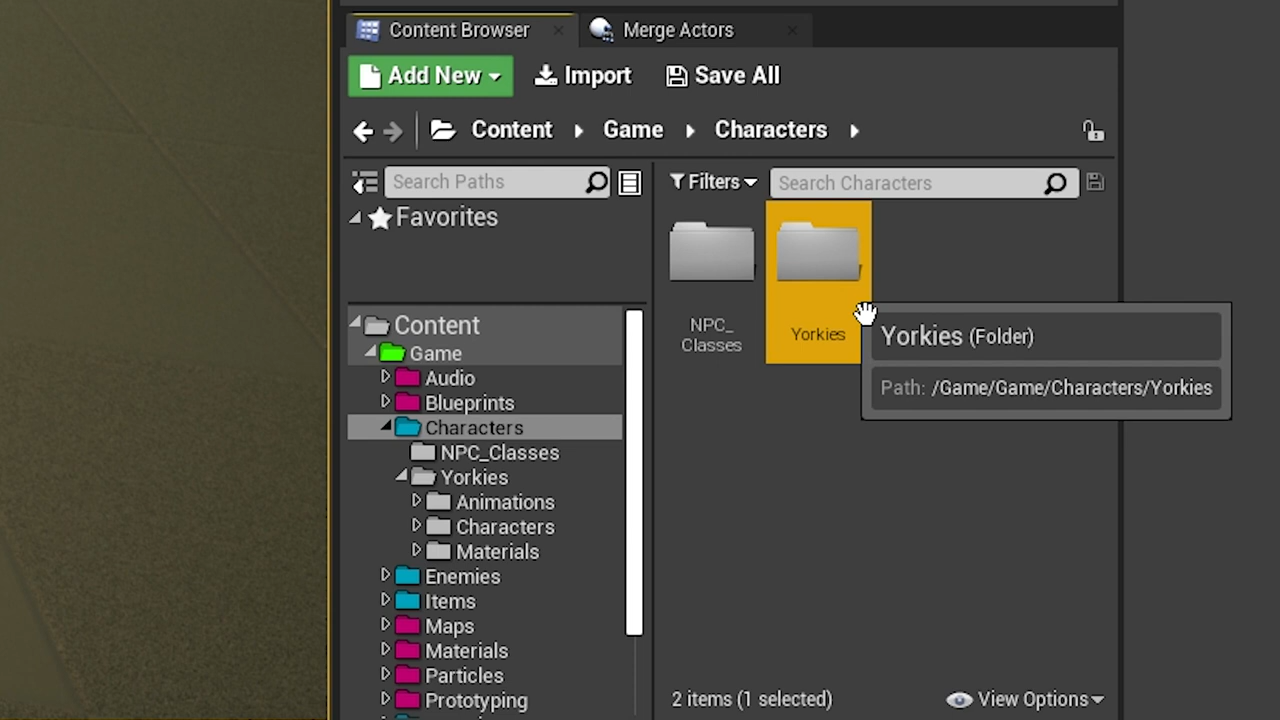 Content Browser
Merge Actors
Add New
Import
Save All
Content
Game
Characters
Search Paths
Filters
Search Characters
Favorites
NPC_
Classes
Yorkies
Yorkies (Folder)
Path: /Game/Game/Characters/Yorkies
Content
Game
Audio
Blueprints
Characters
NPC_Classes
Yorkies
Animations
Characters
Materials
Enemies
Items
Maps
Materials
Particles
Prototyping
2 items (1 selected)
View Options